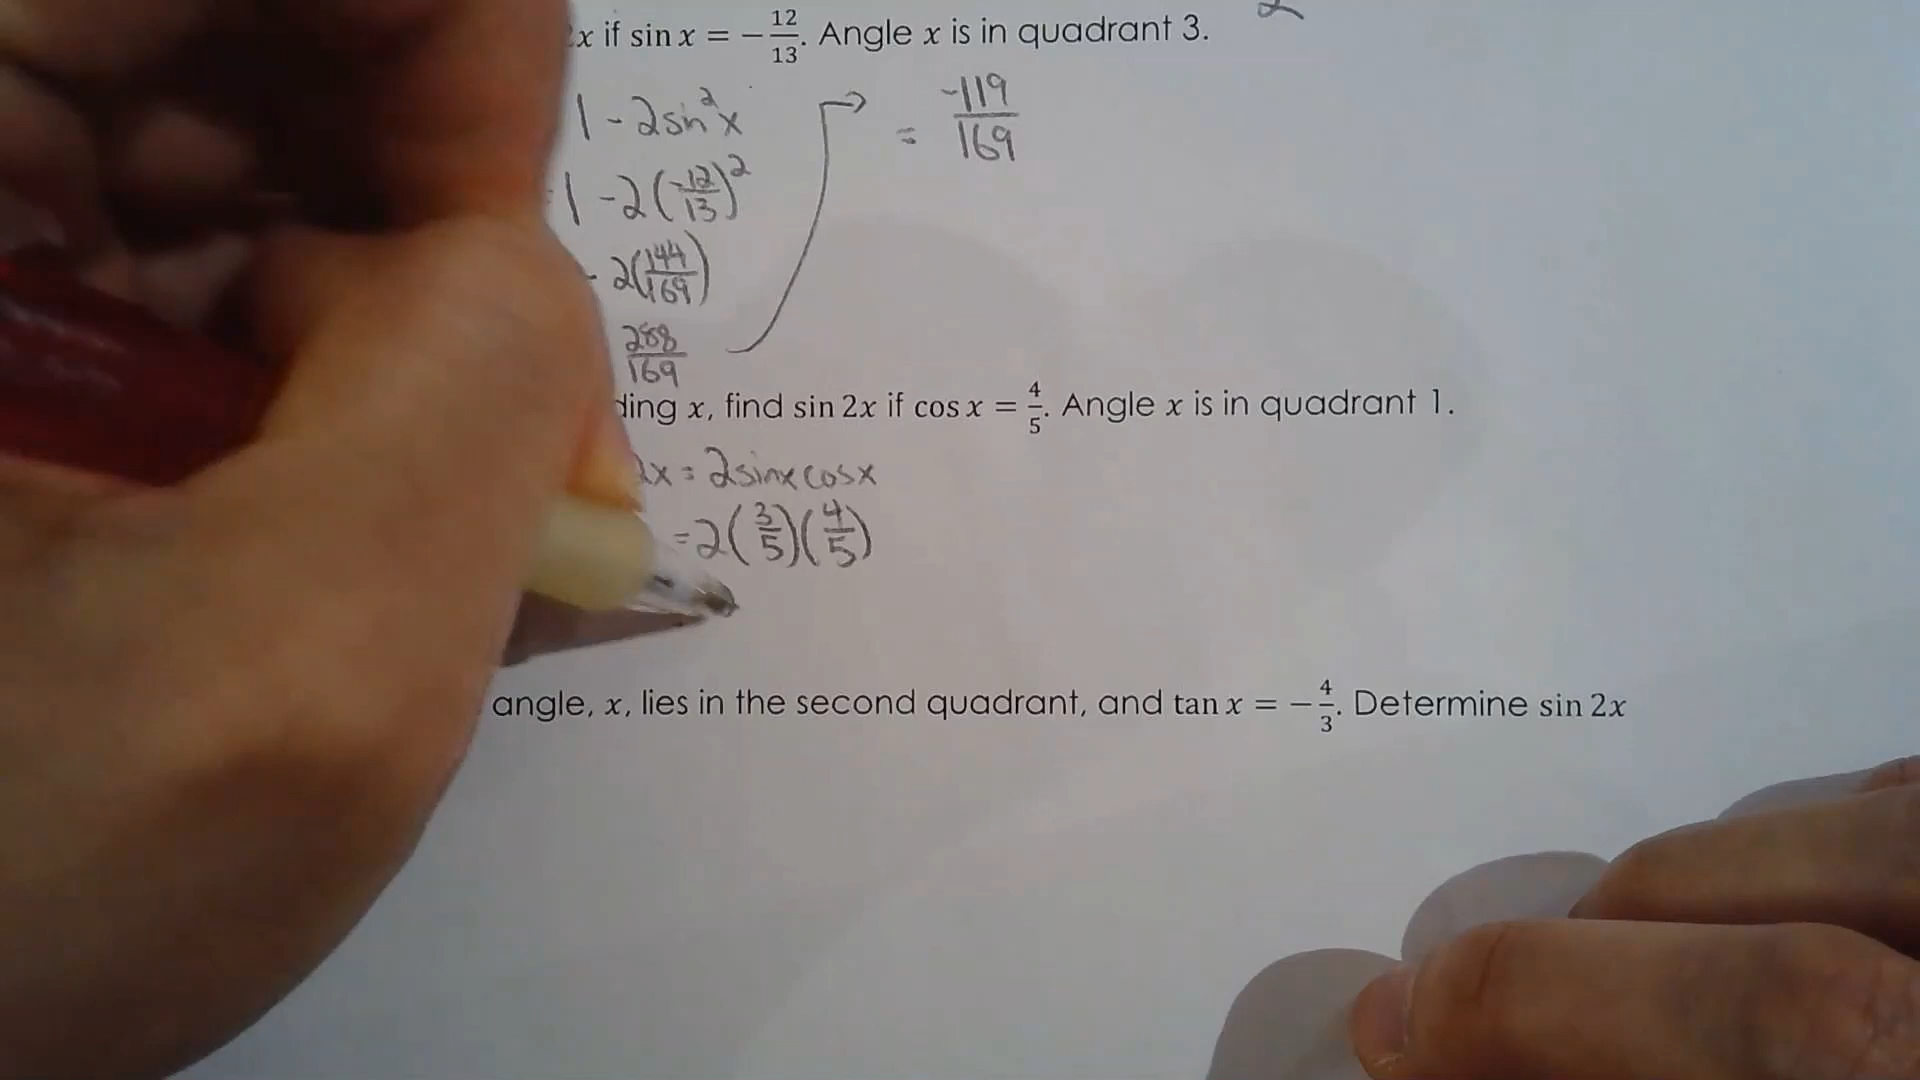 x if sin x = −12/13. Angle x is in quadrant 3.
1 - 2sin²x
= -119/169
= 1 - 2(-12/13)²
- 2(144/169)
288/169
ding x, find sin 2x if cos x = 4/5. Angle x is in quadrant 1.
2x = 2sinxcosx
= 2(3/5)(4/5)
angle, x, lies in the second quadrant, and tan x = −4/3. Determine sin 2x